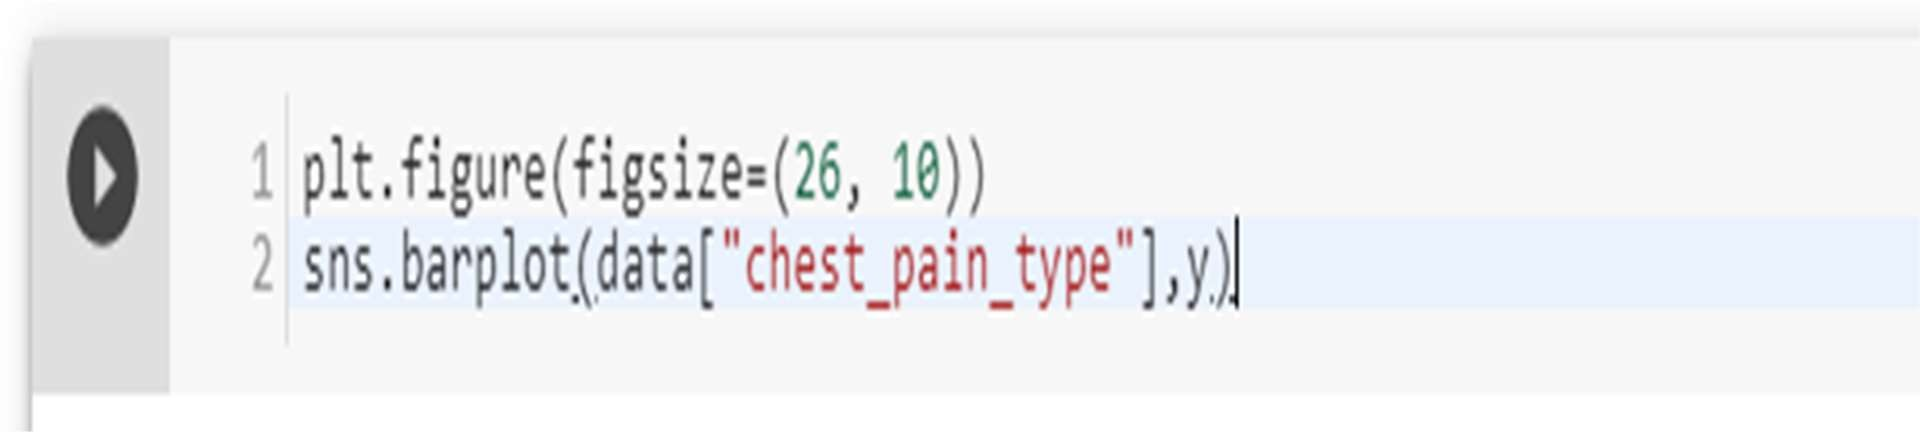 1 plt.figure(figsize=(26, 10))
2 sns.barplot(data["chest_pain_type"],y)